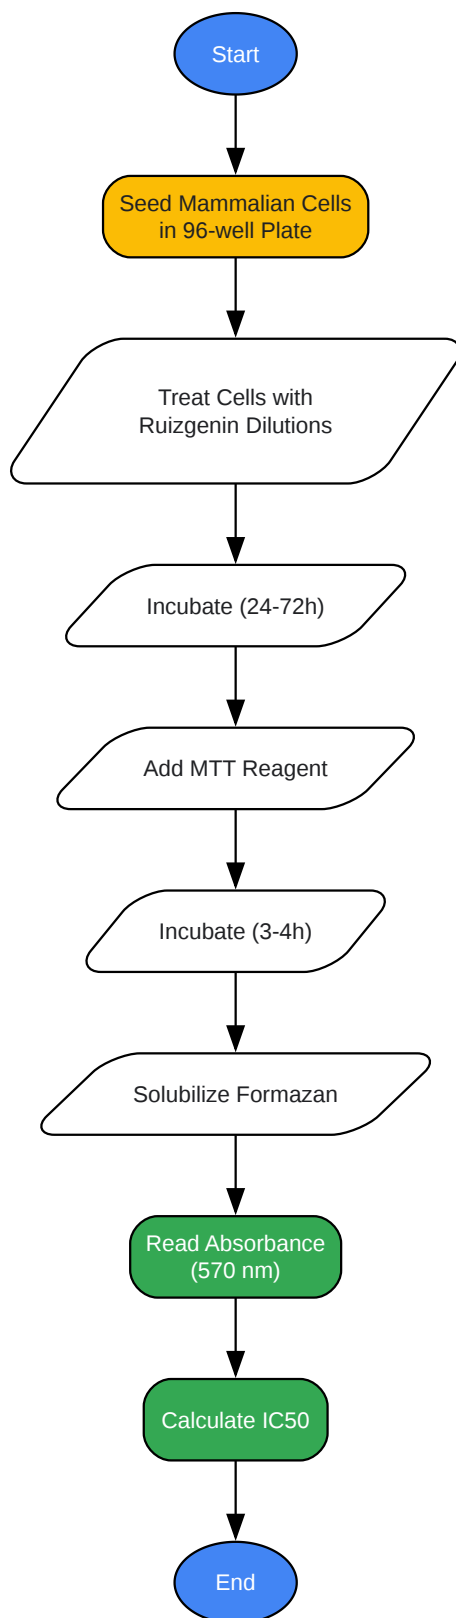 Start
Seed Mammalian Cells
in 96-well Plate
Treat Cells with
Ruizgenin Dilutions
Incubate (24-72h)
Add MTT Reagent
Incubate (3-4h)
Solubilize Formazan
Read Absorbance
(570 nm)
Calculate IC50
End